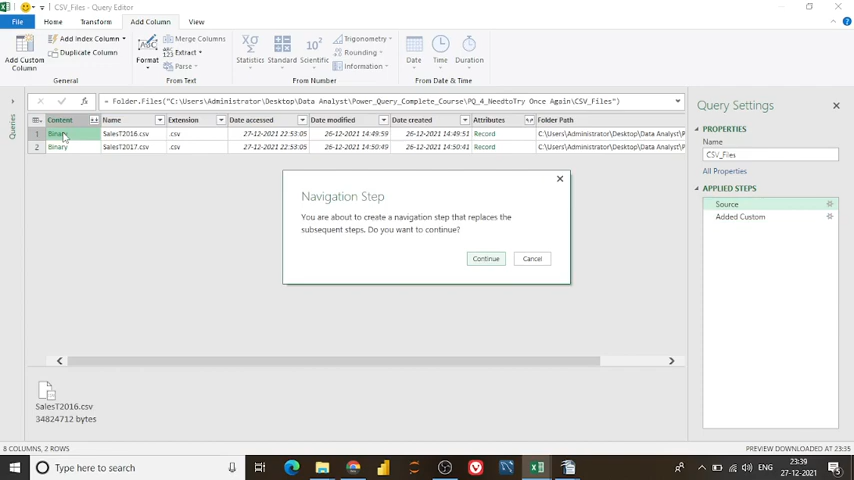 CSV_Files - Query Editor
File Home Transform Add Column View
Add Custom Column
Add Index Column
Duplicate Column
General
Format
Merge Columns
Extract
Parse
From Text
Statistics Standard Scientific
10²
Trigonometry
Rounding
Information
From Number
Date Time Duration
From Date & Time
Queries
fx = Folder.Files("C:\Users\Administrator\Desktop\Data Analyst\Power_Query_Complete_Course\PQ_4_NeedtoTry Once Again\CSV_Files")
Content Name Extension Date accessed Date modified Date created Attributes Folder Path
1 Binary SalesT2016.csv .csv 27-12-2021 22:53:05 26-12-2021 14:49:59 26-12-2021 14:49:51 Record C:\Users\Administrator\Desktop\Data Analyst\P
2 Binary SalesT2017.csv .csv 27-12-2021 22:53:05 26-12-2021 14:50:49 26-12-2021 14:50:41 Record C:\Users\Administrator\Desktop\Data Analyst\P
Navigation Step
You are about to create a navigation step that replaces the
subsequent steps. Do you want to continue?
Continue Cancel
Query Settings
PROPERTIES
Name
CSV_Files
All Properties
APPLIED STEPS
Source
Added Custom
SalesT2016.csv
34824712 bytes
8 COLUMNS, 2 ROWS
PREVIEW DOWNLOADED AT 23:35
Type here to search
ENG
23:39
27-12-2021